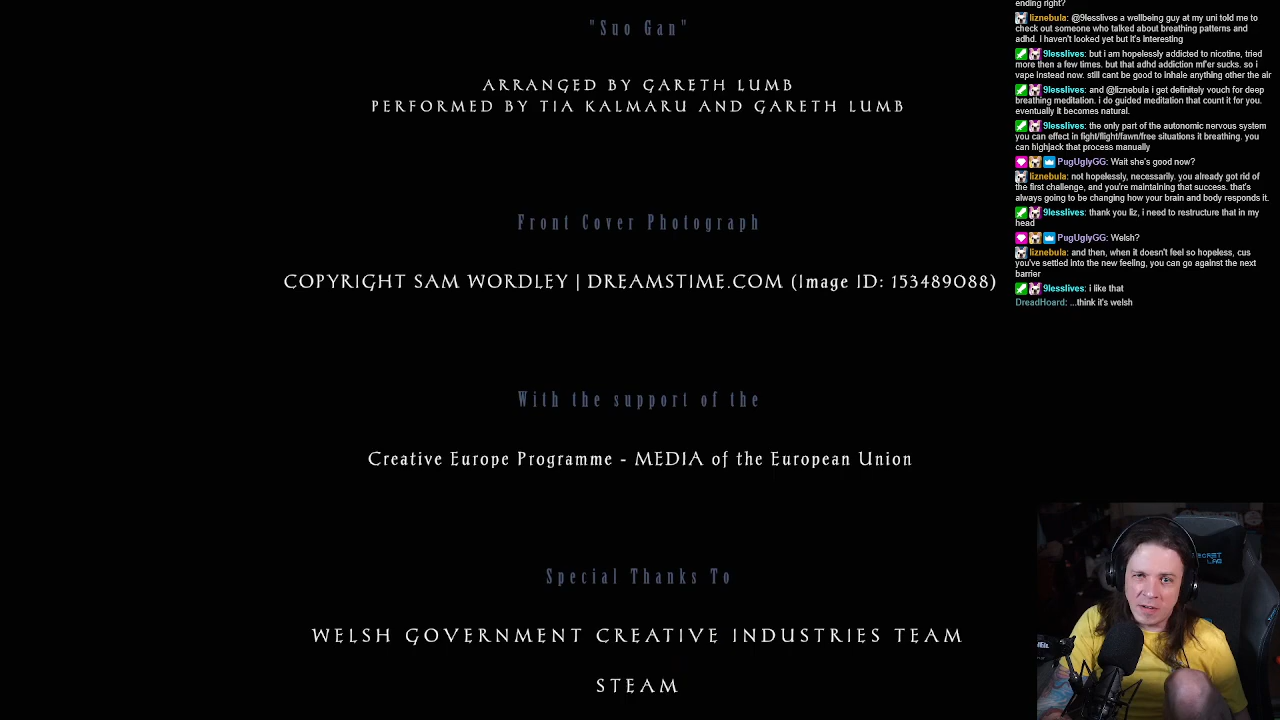 "Suo Gan"
ARRANGED BY GARETH LUMB
PERFORMED BY TIA KALMARU AND GARETH LUMB
Front Cover Photograph
COPYRIGHT SAM WORDLEY | DREAMSTIME.COM (Image ID: 153489088)
With the support of the
Creative Europe Programme - MEDIA of the European Union
Special Thanks To
WELSH GOVERNMENT CREATIVE INDUSTRIES TEAM
STEAM
ending right?
liznebula: @9lesslives a wellbeing guy at my uni told me to
check out someone who talked about breathing patterns and
adhd. i haven't looked yet but it's interesting
9lesslives: but i am hopelessly addicted to nicotine, tried
more then a few times. but that adhd addiction mf'er sucks. so i
vape instead now. still cant be good to inhale anything other the air
9lesslives: and @liznebula i get definitely vouch for deep
breathing meditation. i do guided meditation that count it for you.
eventually it becomes natural.
9lesslives: the only part of the autonomic nervous system
you can effect in fight/flight/fawn/free situations it breathing. you
can highjack that process manually
PugUglyGG: Wait she's good now?
liznebula: not hopelessly, necessarily. you already got rid of
the first challenge, and you're maintaining that success. that's
always going to be changing how your brain and body responds it.
9lesslives: thank you liz, i need to restructure that in my
head
PugUglyGG: Welsh?
liznebula: and then, when it doesn't feel so hopeless, cus
you've settled into the new feeling, you can go against the next
barrier
9lesslives: i like that
DreadHoard: ...think it's welsh
SECRET
LAB